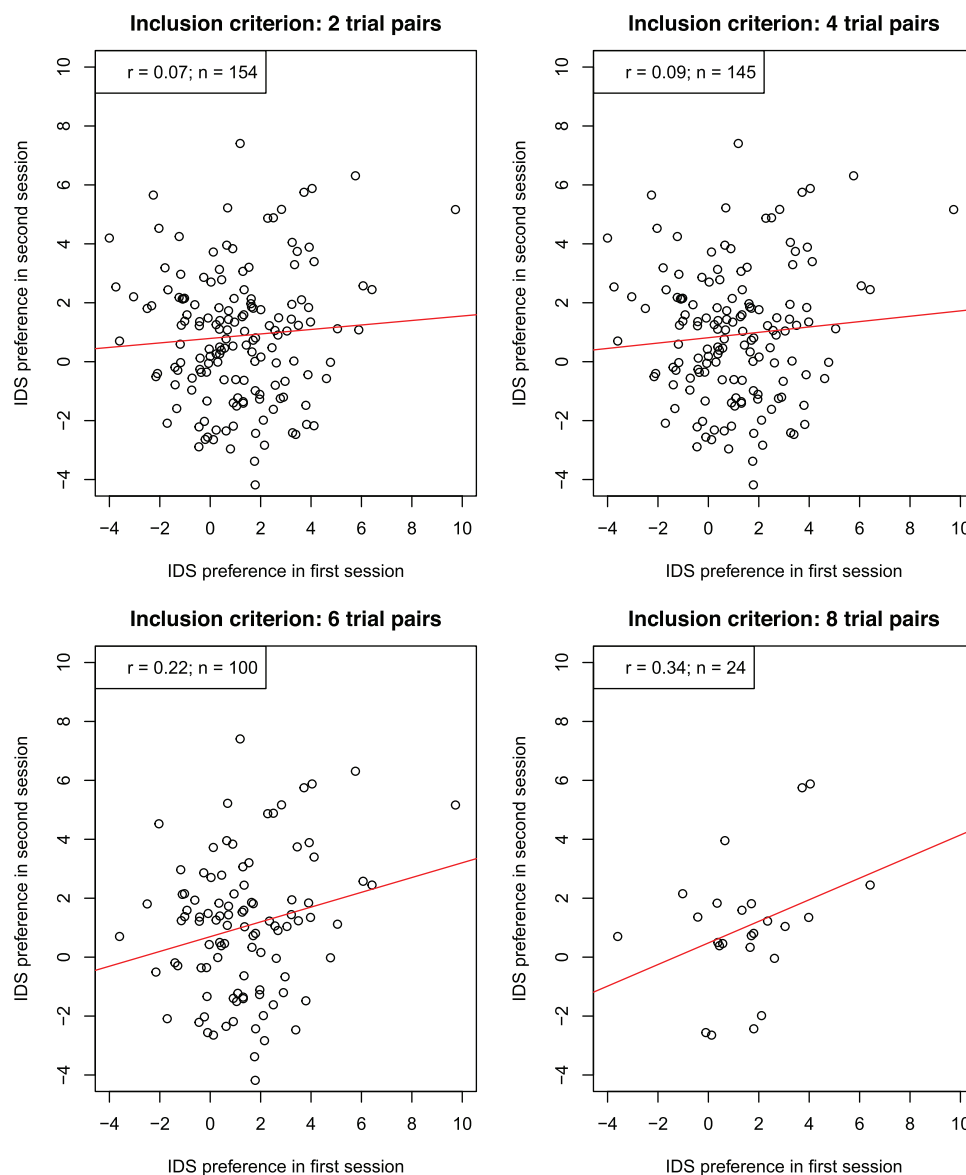 Inclusion criterion: 2 trial pairs
r = 0.07; n = 154
10
8
6
4
2
0
−2
−4
IDS preference in second session
−4 −2 0 2 4 6 8 10
IDS preference in first session
Inclusion criterion: 4 trial pairs
r = 0.09; n = 145
10
8
6
4
2
0
−2
−4
IDS preference in second session
−4 −2 0 2 4 6 8 10
IDS preference in first session
Inclusion criterion: 6 trial pairs
r = 0.22; n = 100
10
8
6
4
2
0
−2
−4
IDS preference in second session
−4 −2 0 2 4 6 8 10
IDS preference in first session
Inclusion criterion: 8 trial pairs
r = 0.34; n = 24
10
8
6
4
2
0
−2
−4
IDS preference in second session
−4 −2 0 2 4 6 8 10
IDS preference in first session